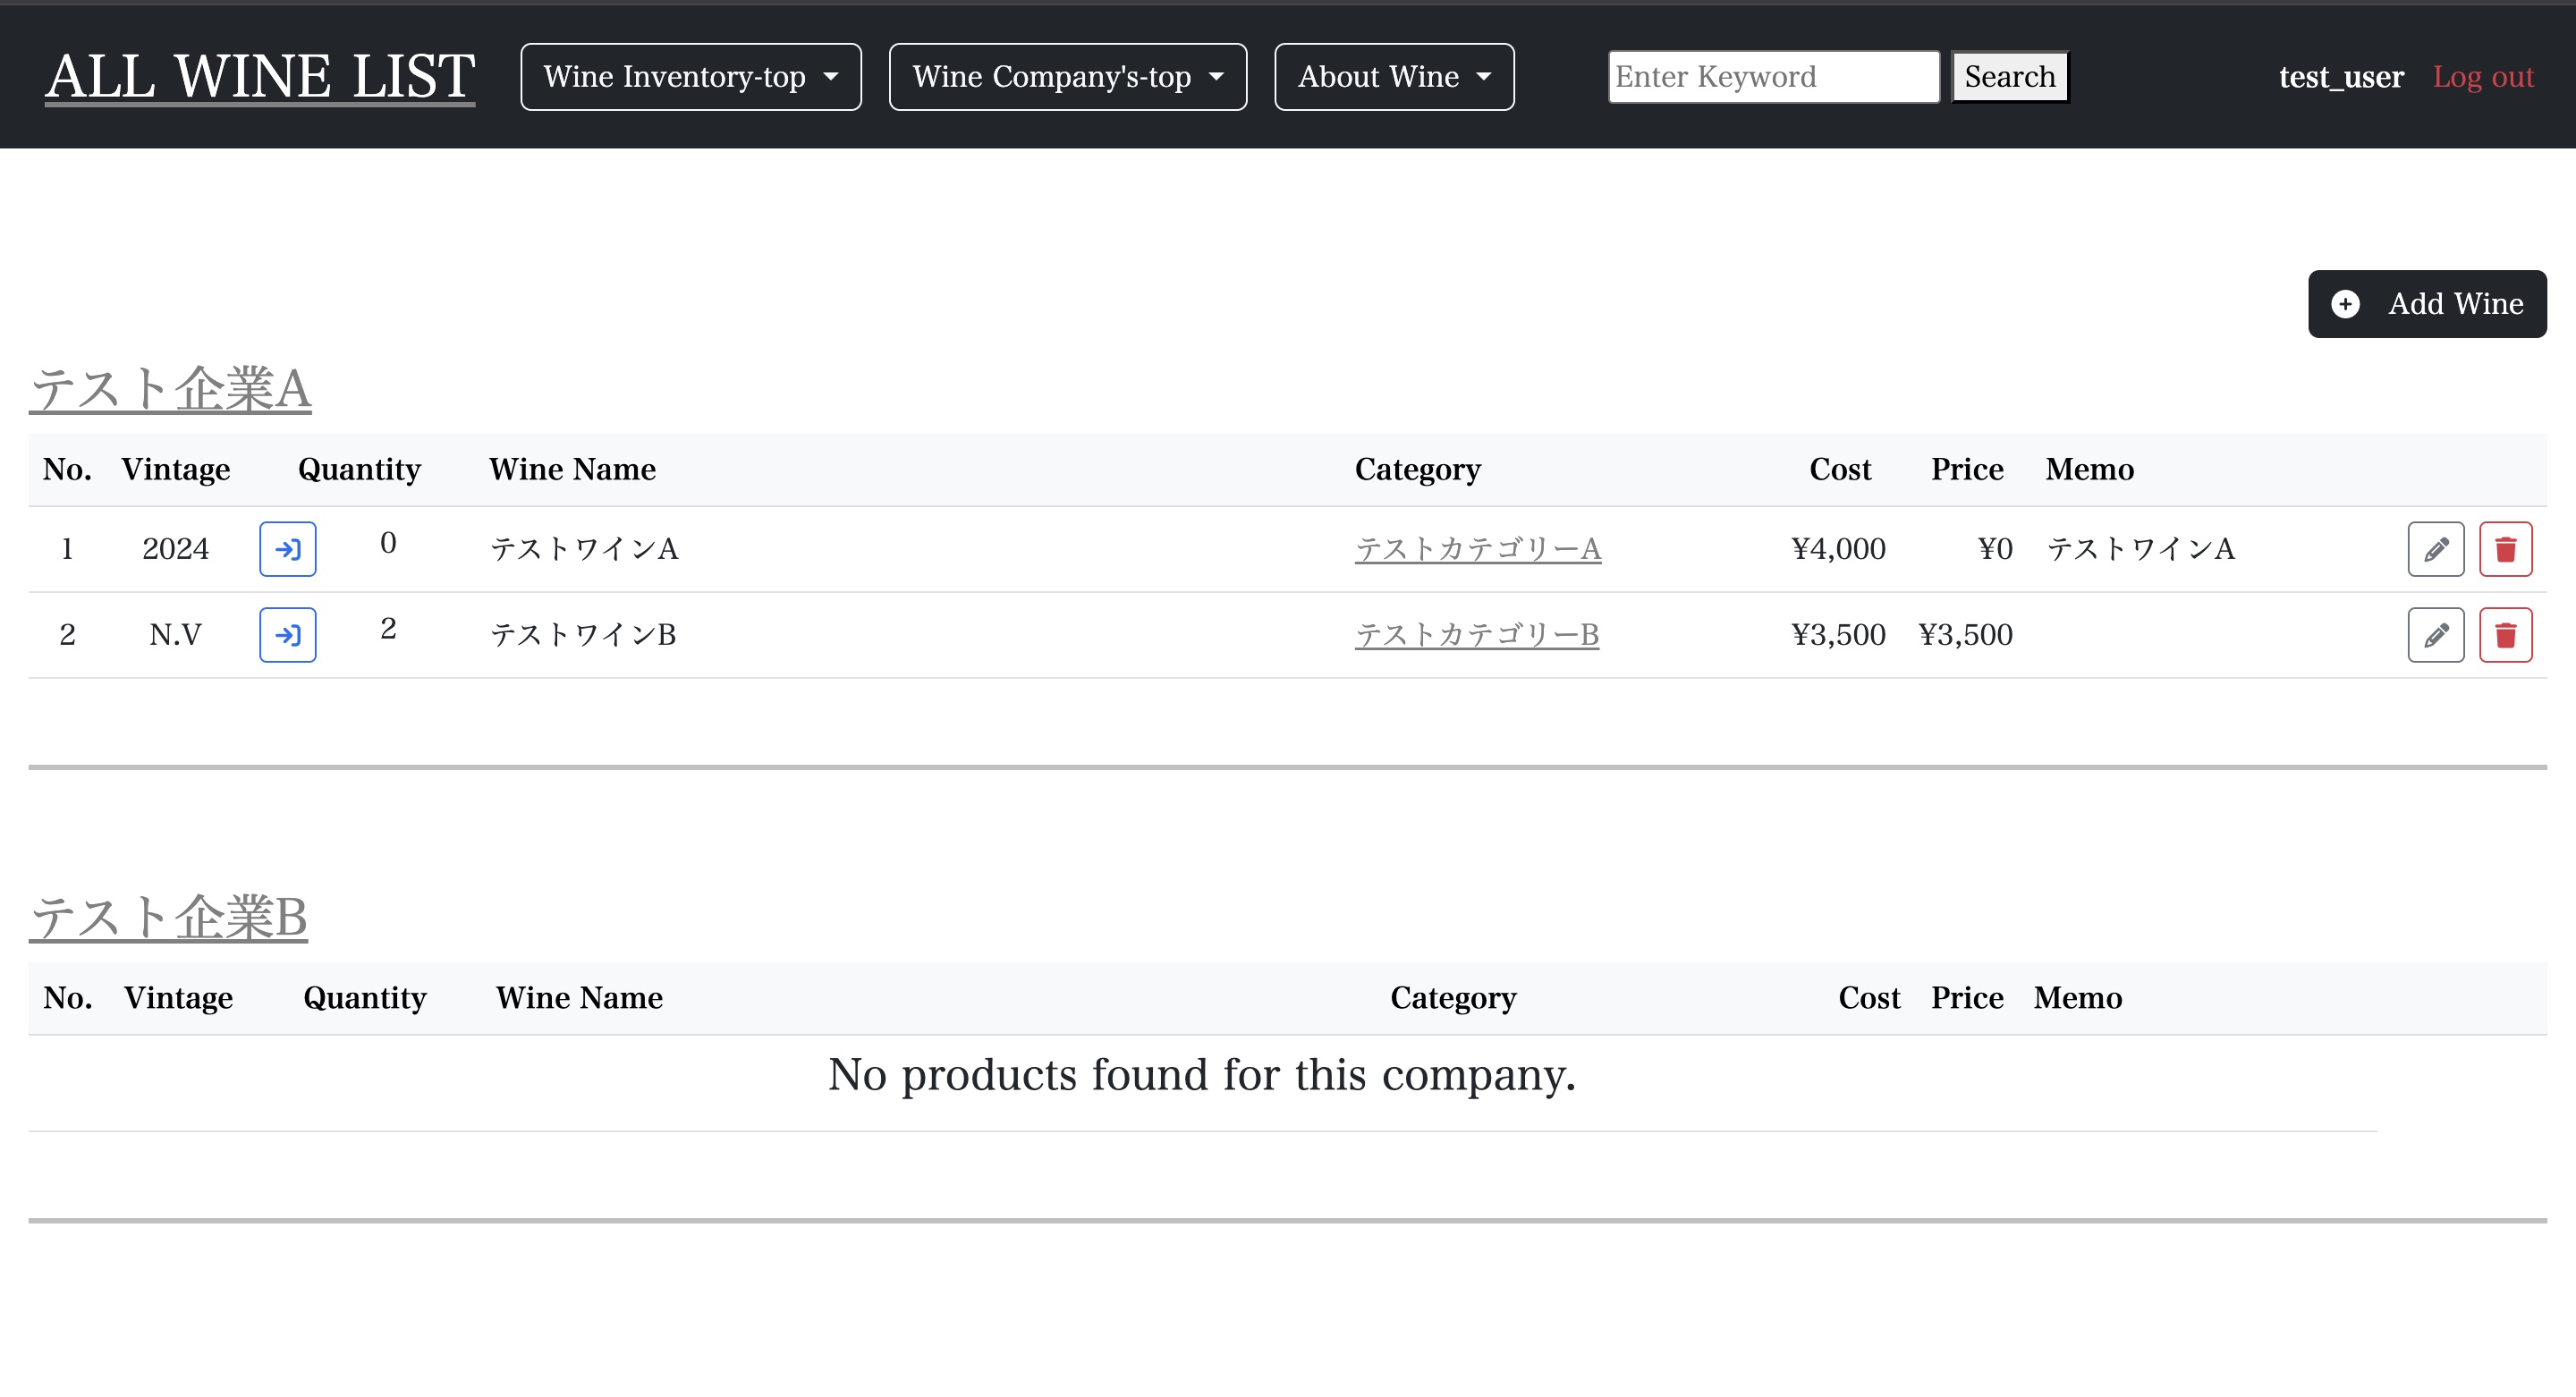 ALL WINE LIST Wine Inventory-top Wine Company's-top About Wine Enter Keyword Search test_user Log out
Add Wine
テスト企業A
No. Vintage Quantity Wine Name Category Cost Price Memo
1 2024 0 テストワインA テストカテゴリーA ¥4,000 ¥0 テストワインA
2 N.V 2 テストワインB テストカテゴリーB ¥3,500 ¥3,500
テスト企業B
No. Vintage Quantity Wine Name Category Cost Price Memo
No products found for this company.